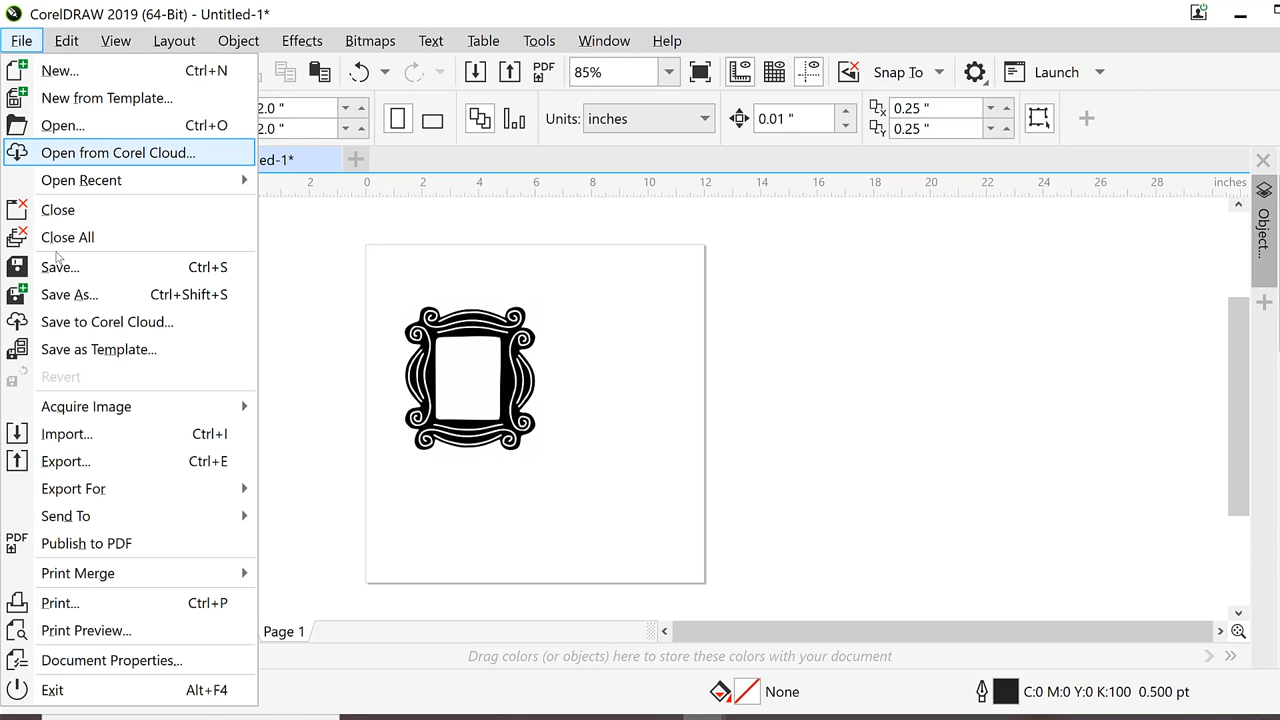 CorelDRAW 2019 (64-Bit) - Untitled-1*
File Edit View Layout Object Effects Bitmaps Text Table Tools Window Help
PDF 85% Snap To Launch
2.0 " Units: inches 0.01 " 0.25 "
2.0 " 0.25 "
ed-1*
2 0 2 4 6 8 10 12 14 16 18 20 22 24 26 28 inches
New... Ctrl+N
New from Template...
Open... Ctrl+O
Open from Corel Cloud...
Open Recent
Close
Close All
Save... Ctrl+S
Save As... Ctrl+Shift+S
Save to Corel Cloud...
Save as Template...
Revert
Acquire Image
Import... Ctrl+I
Export... Ctrl+E
Export For
Send To
PDF Publish to PDF
Print Merge
Print... Ctrl+P
Print Preview...
Document Properties...
Exit Alt+F4
Object...
Page 1
Drag colors (or objects) here to store these colors with your document
None C:0 M:0 Y:0 K:100 0.500 pt